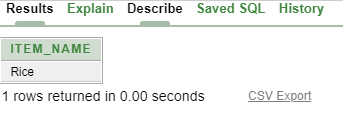 Results Explain Describe Saved SQL History
ITEM_NAME
Rice
1 rows returned in 0.00 seconds CSV Export